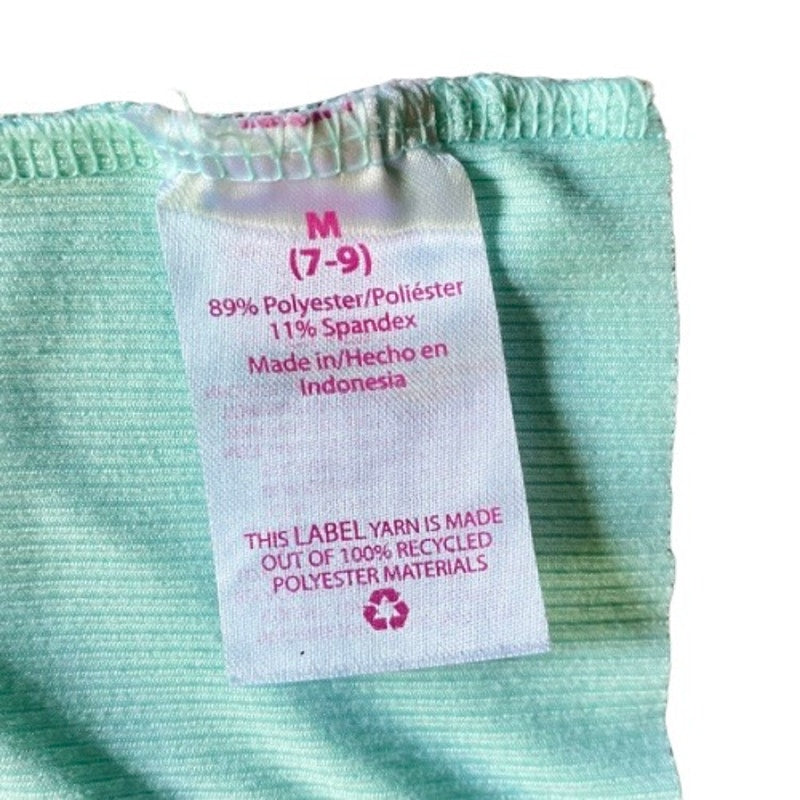 M
(7-9)
89% Polyester/Poliéster
11% Spandex
Made in/Hecho en
Indonesia
THIS LABEL YARN IS MADE
OUT OF 100% RECYCLED
POLYESTER MATERIALS